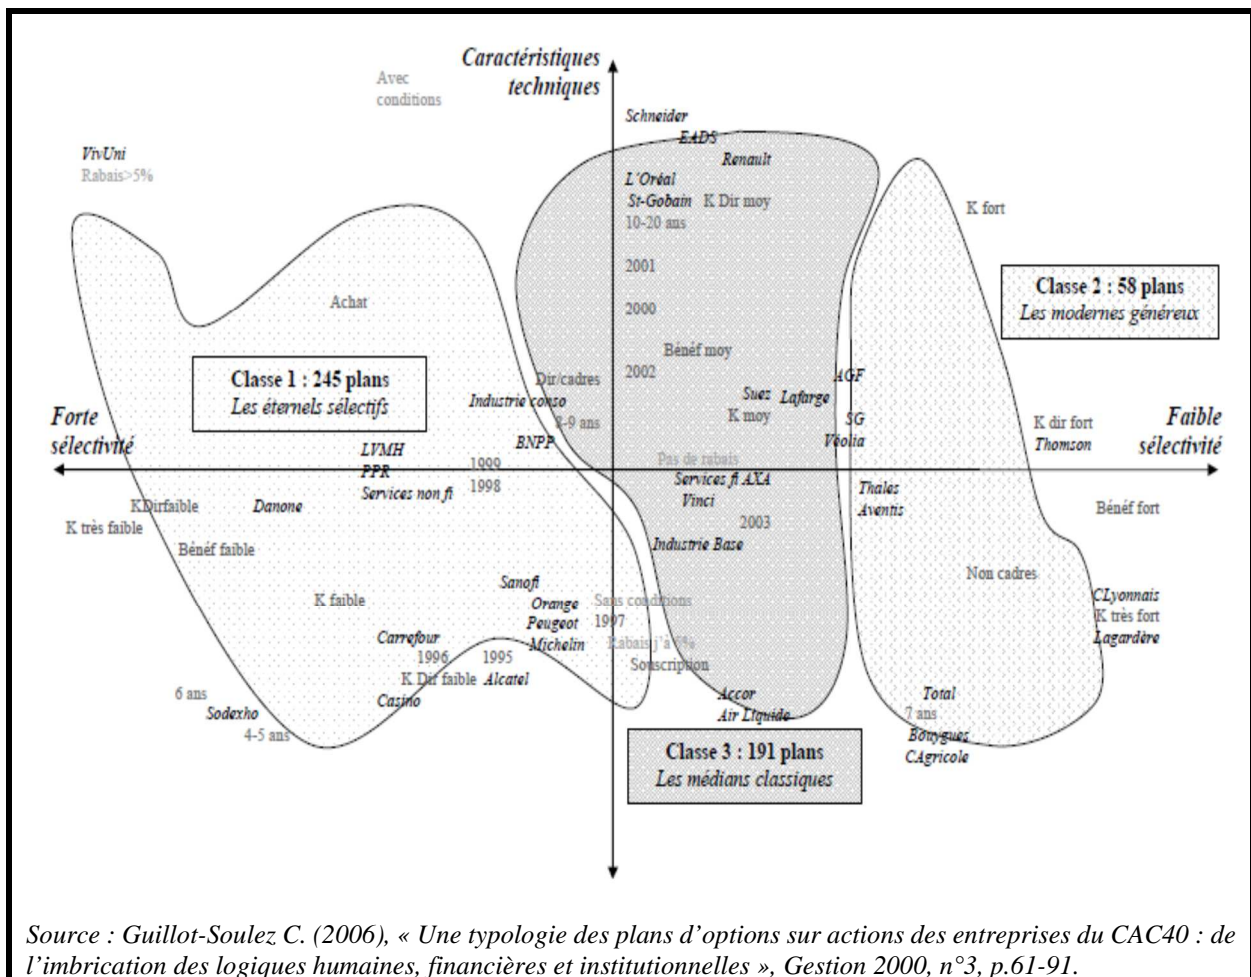 Caractéristiques
techniques
Avec
conditions
Schneider
EADS
Renault
VivUni
Rabais>5%
L'Oréal
St-Gobain K Dir moy
10-20 ans
K fort
2001
Achat
2000
Classe 2 : 58 plans
Les modernes généreux
Bénéf moy
2002
Dir/cadres
Classe 1 : 245 plans
Les éternels sélectifs
AGF
Industrie conso
Suez Lafarge
K moy
8-9 ans
SG
Véolia
K dir fort
Thomson
Forte
sélectivité
Faible
sélectivité
BNPP
LVMH
PPR
Services non fi
1999
1998
Pas de rabais
Services fi AXA
Vinci
2003
Industrie Base
Thales
Aventis
Bénéf fort
KDirfaible
K très faible
Danone
Bénéf faible
K faible
Sanofi
Orange
Peugeot
Michelin
Sans conditions
1997
Rabais j'à 5%
Souscription
Non cadres
CLyonnais
K très fort
Lagardère
Carrefour
1996
1995
K Dir faible Alcatel
Casino
6 ans
Sodexho
4-5 ans
Accor
Air Liquide
Total
7 ans
Bouygues
CAgricole
Classe 3 : 191 plans
Les médians classiques
Source : Guillot-Soulez C. (2006), « Une typologie des plans d'options sur actions des entreprises du CAC40 : de
l'imbrication des logiques humaines, financières et institutionnelles », Gestion 2000, n°3, p.61-91.